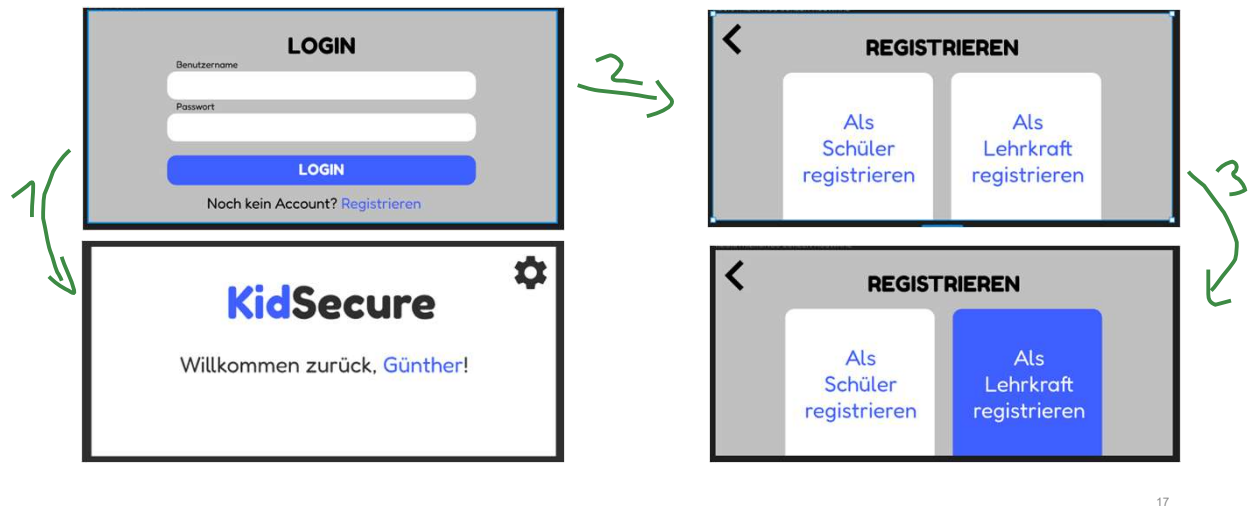 LOGIN
Benutzername
Passwort
LOGIN
Noch kein Account? Registrieren
1
KidSecure
Willkommen zurück, Günther!
2
REGISTRIEREN
Als
Schüler
registrieren
Als
Lehrkraft
registrieren
3
REGISTRIEREN
Als
Schüler
registrieren
Als
Lehrkraft
registrieren
17